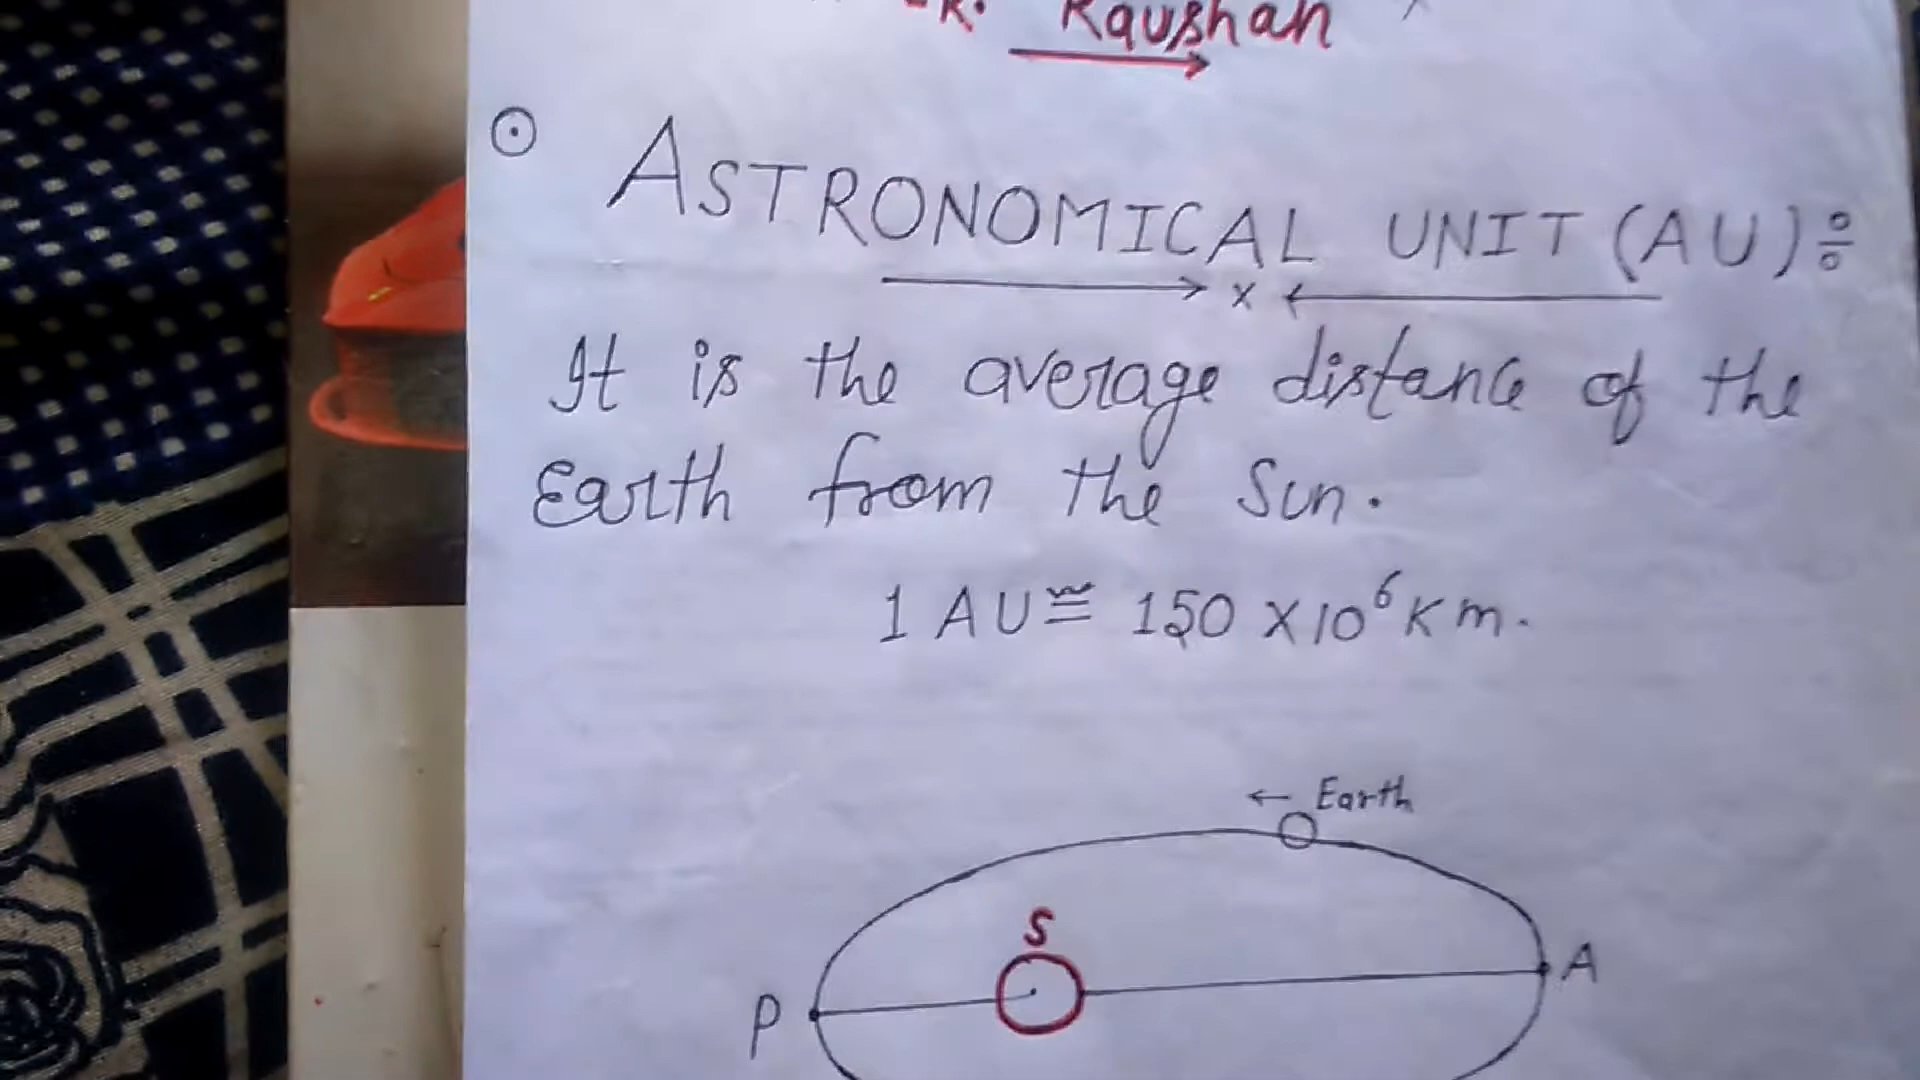 K. Raushan
⊙ ASTRONOMICAL UNIT (AU) ÷
It is the average distance of the
Earth from the Sun.
1 AU ≅ 150 × 10⁶ Km.
← Earth
S
A
P